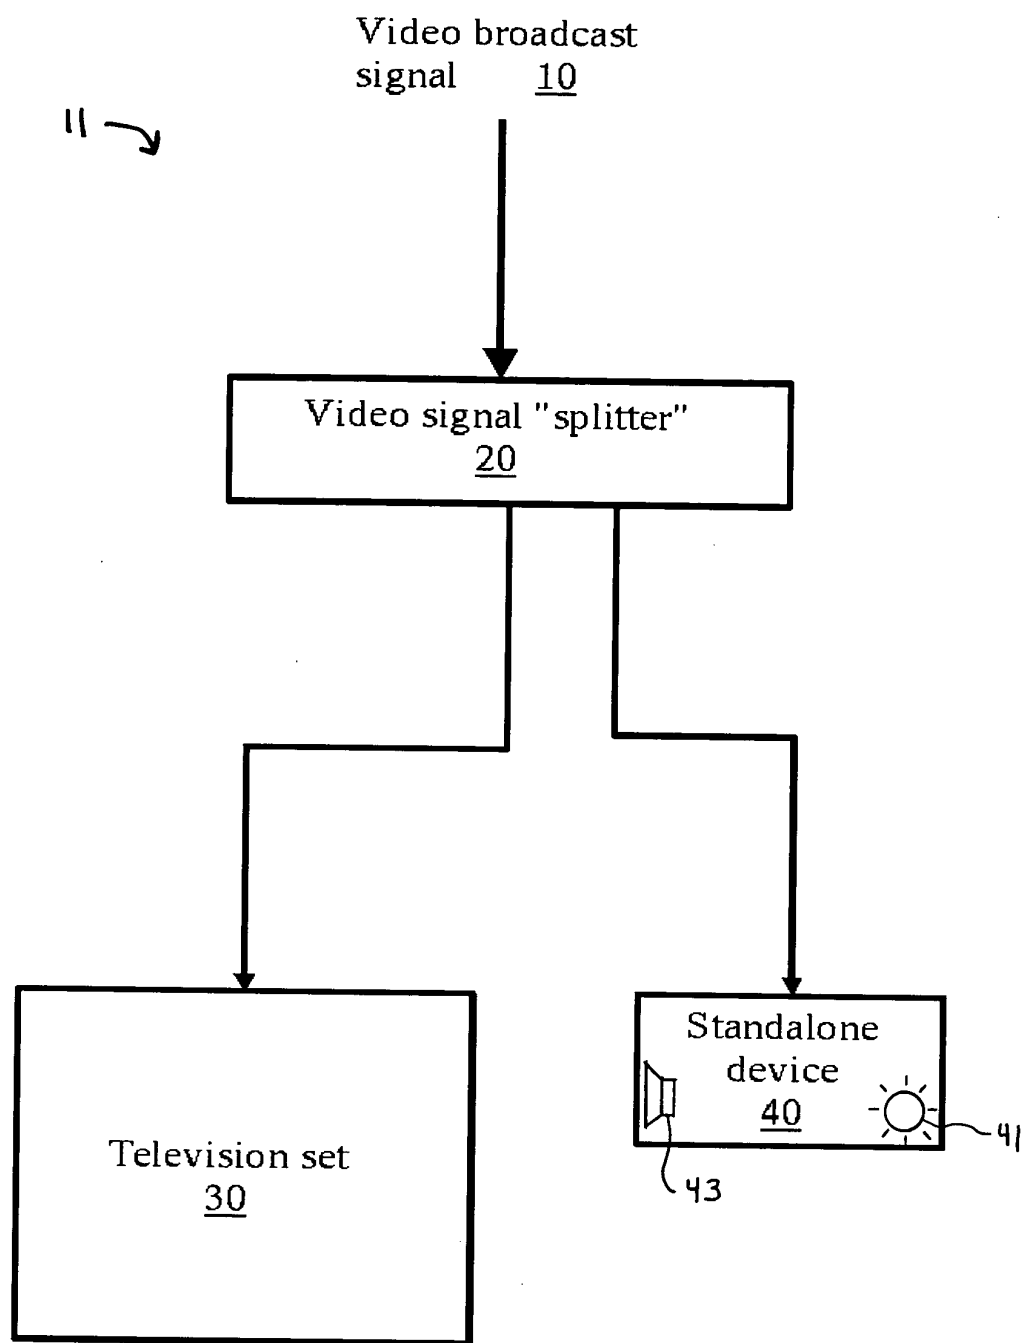 Video broadcast
signal 10
11
Video signal "splitter"
20
Standalone
device
40
41
43
Television set
30